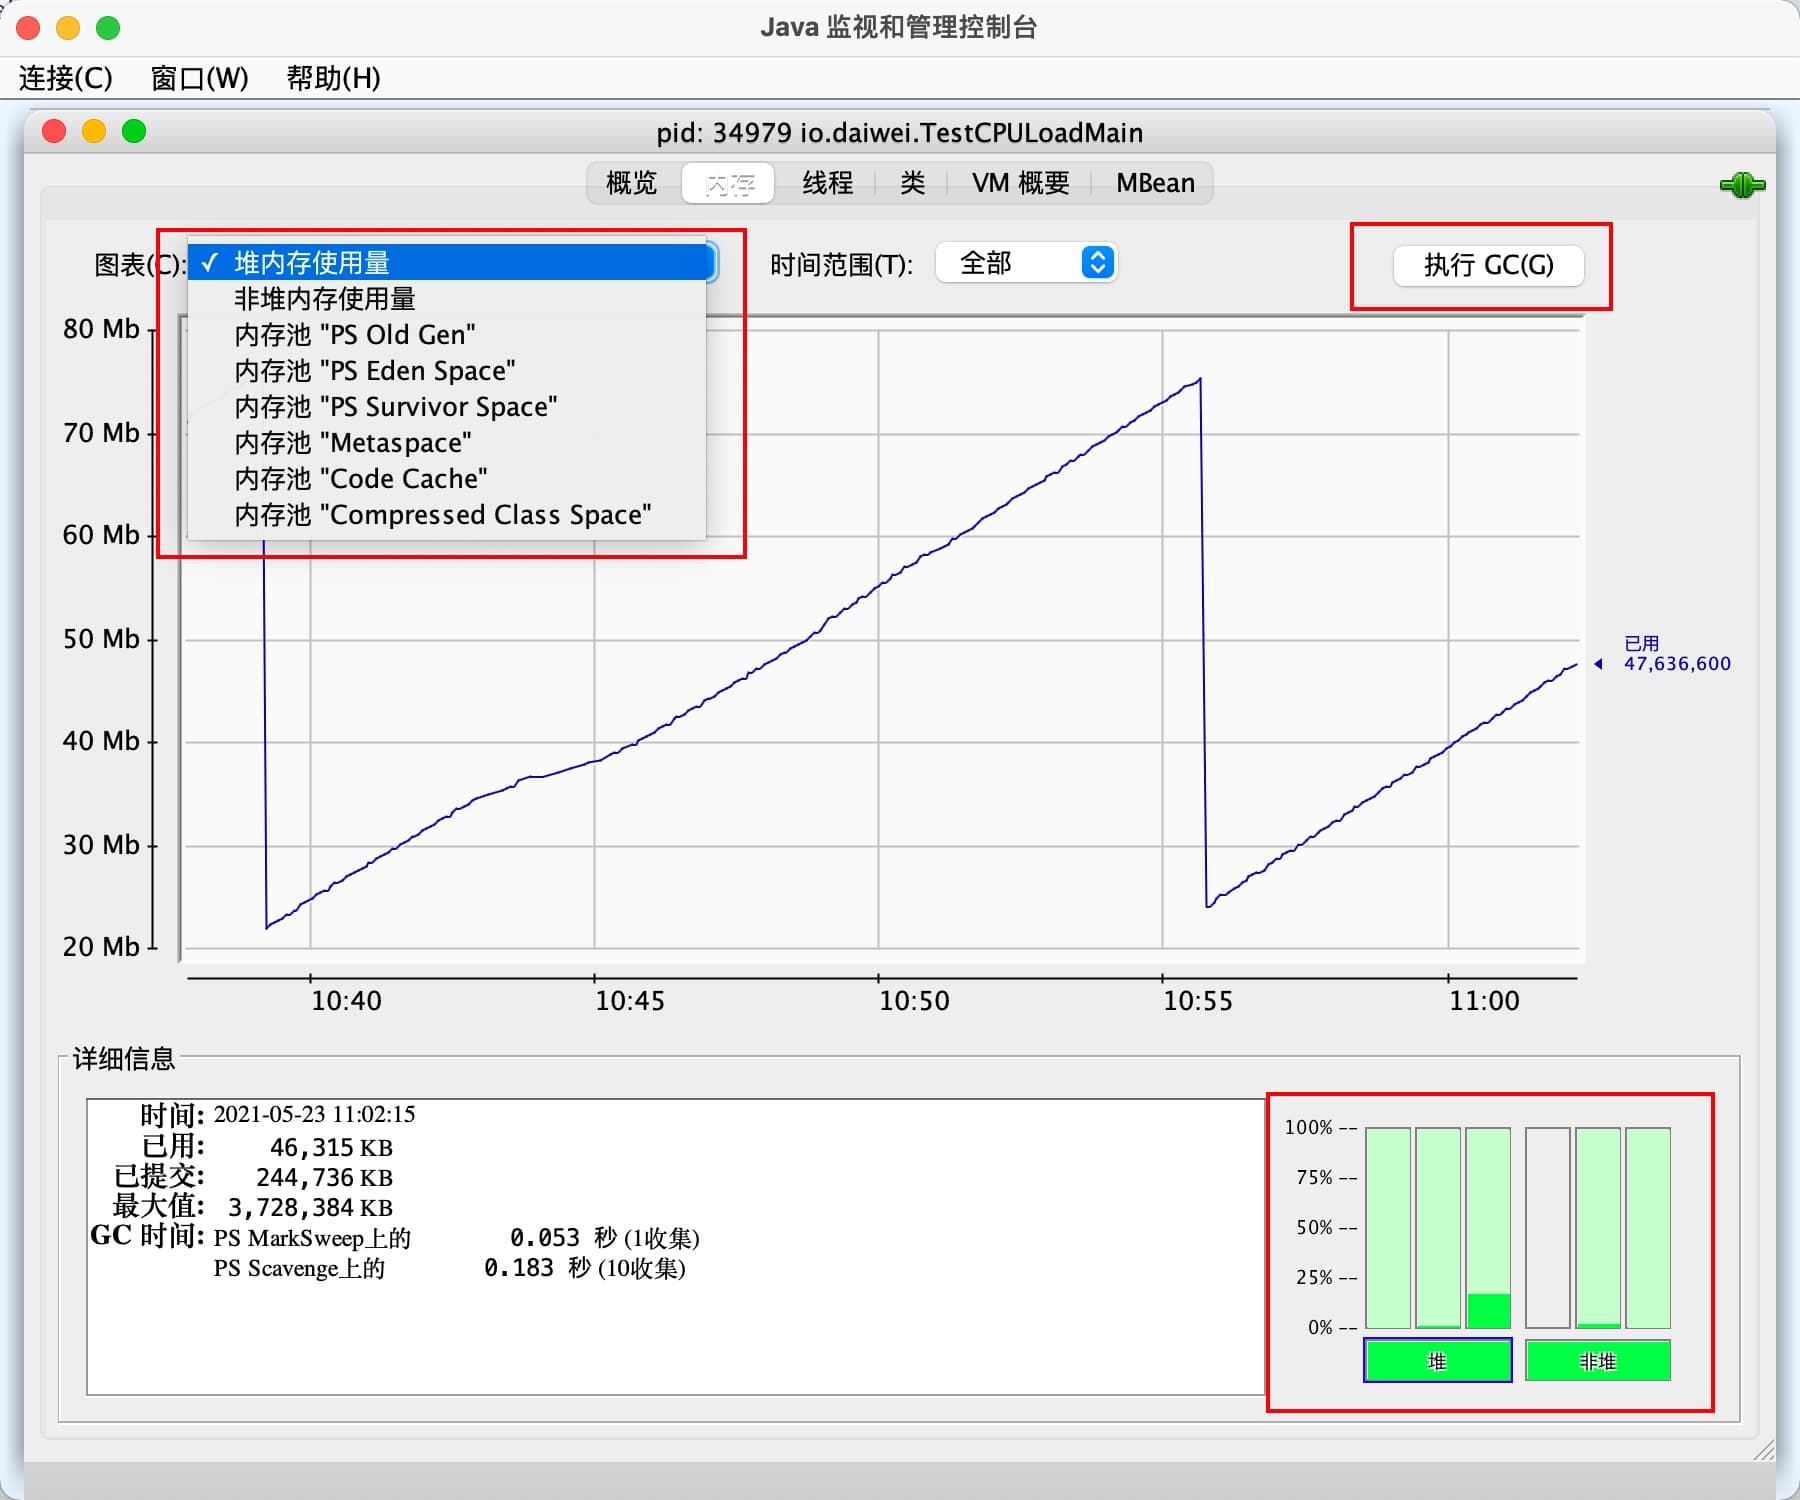 Java 监视和管理控制台
连接(C) 窗口(W) 帮助(H)
pid: 34979 io.daiwei.TestCPULoadMain
概览 内存 线程 类 VM 概要 MBean
图表(C): ✓ 堆内存使用量 时间范围(T): 全部 执行 GC(G)
非堆内存使用量
内存池 "PS Old Gen"
内存池 "PS Eden Space"
内存池 "PS Survivor Space"
内存池 "Metaspace"
内存池 "Code Cache"
内存池 "Compressed Class Space"
80 Mb
70 Mb
60 Mb
50 Mb
40 Mb
30 Mb
20 Mb
已用
47,636,600
10:40 10:45 10:50 10:55 11:00
详细信息
时间: 2021-05-23 11:02:15
已用: 46,315 KB
已提交: 244,736 KB
最大值: 3,728,384 KB
GC 时间: PS MarkSweep上的 0.053 秒 (1收集)
PS Scavenge上的 0.183 秒 (10收集)
100% --
75% --
50% --
25% --
0% --
堆 非堆